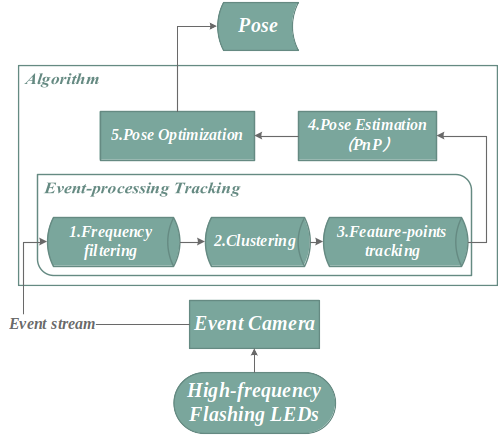 Pose
Algorithm
5.Pose Optimization
4.Pose Estimation
（PnP）
Event-processing Tracking
1.Frequency
filtering
2.Clustering
3.Feature-points
tracking
Event stream
Event Camera
High-frequency
Flashing LEDs